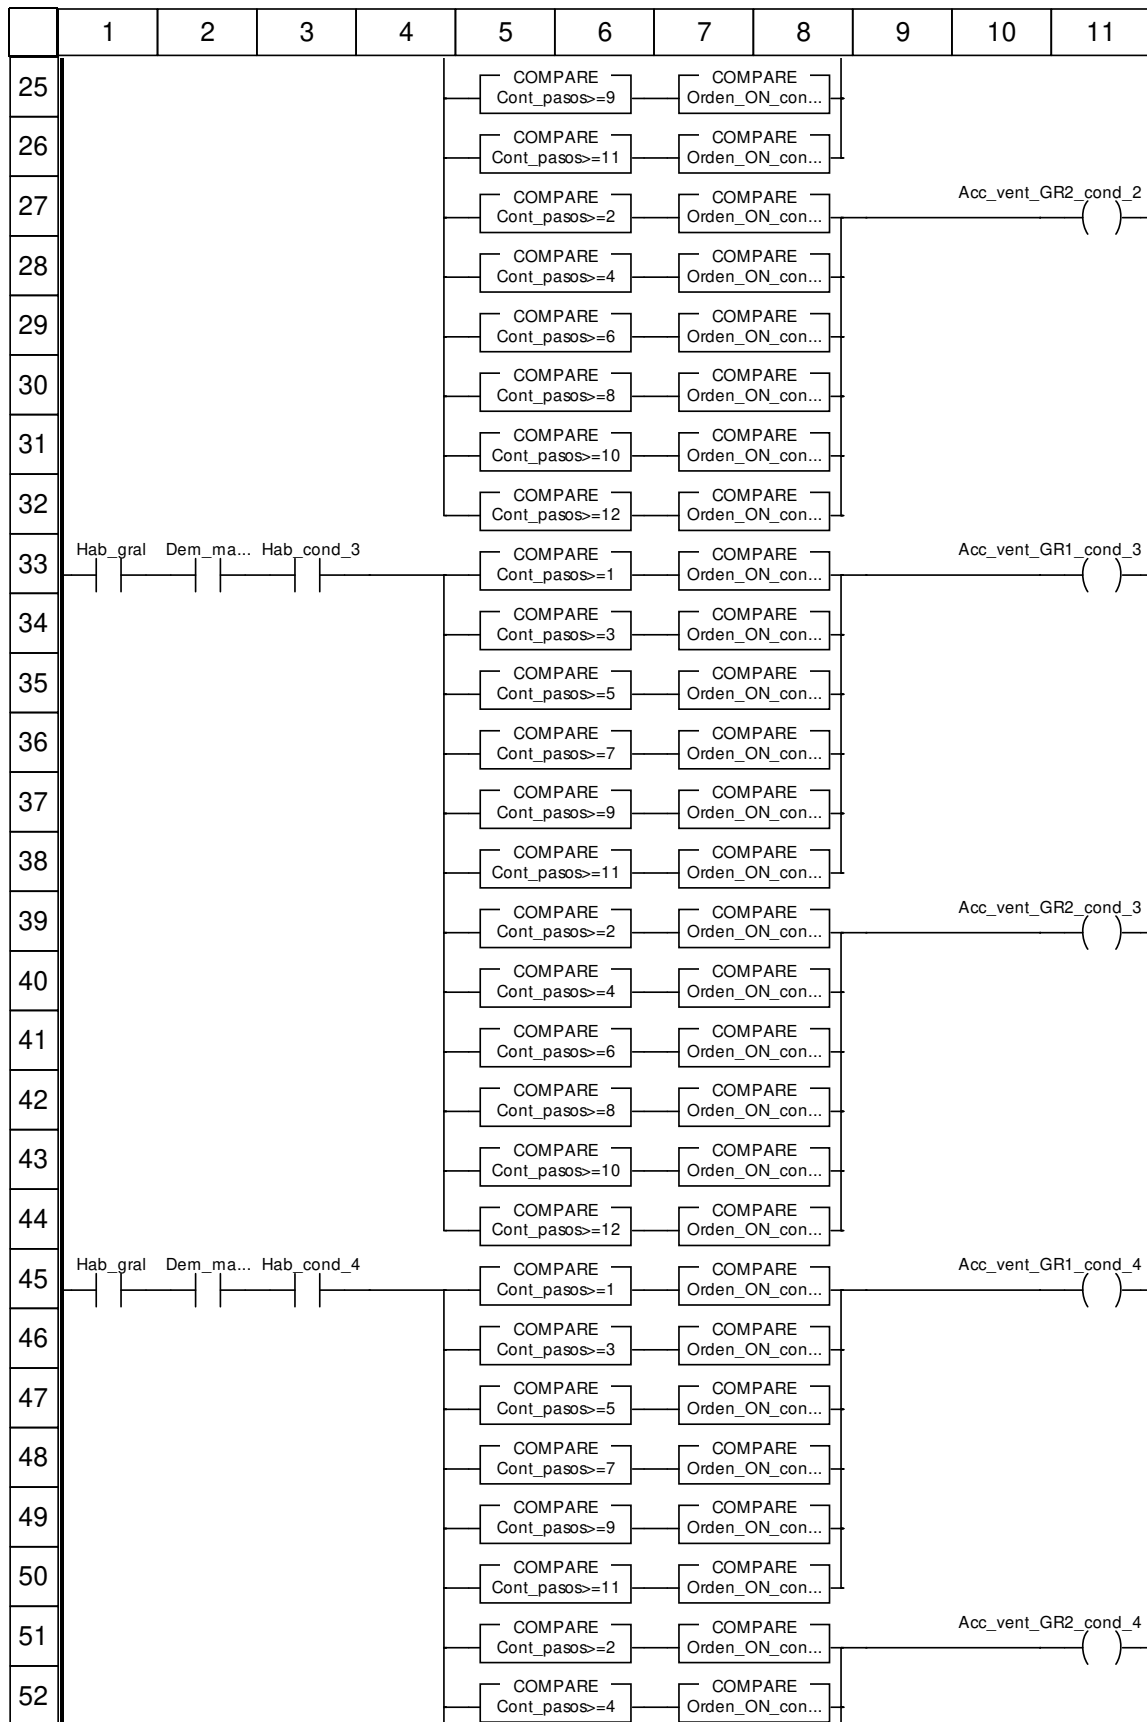 1 2 3 4 5 6 7 8 9 10 11
25 COMPARE COMPARE
Cont_pasos>=9 Orden_ON_con...
26 COMPARE COMPARE
Cont_pasos>=11 Orden_ON_con...
27 COMPARE COMPARE Acc_vent_GR2_cond_2
Cont_pasos>=2 Orden_ON_con... ( )
28 COMPARE COMPARE
Cont_pasos>=4 Orden_ON_con...
29 COMPARE COMPARE
Cont_pasos>=6 Orden_ON_con...
30 COMPARE COMPARE
Cont_pasos>=8 Orden_ON_con...
31 COMPARE COMPARE
Cont_pasos>=10 Orden_ON_con...
32 COMPARE COMPARE
Cont_pasos>=12 Orden_ON_con...
33 Hab_gral Dem_ma... Hab_cond_3 COMPARE COMPARE Acc_vent_GR1_cond_3
Cont_pasos>=1 Orden_ON_con... ( )
34 COMPARE COMPARE
Cont_pasos>=3 Orden_ON_con...
35 COMPARE COMPARE
Cont_pasos>=5 Orden_ON_con...
36 COMPARE COMPARE
Cont_pasos>=7 Orden_ON_con...
37 COMPARE COMPARE
Cont_pasos>=9 Orden_ON_con...
38 COMPARE COMPARE
Cont_pasos>=11 Orden_ON_con...
39 COMPARE COMPARE Acc_vent_GR2_cond_3
Cont_pasos>=2 Orden_ON_con... ( )
40 COMPARE COMPARE
Cont_pasos>=4 Orden_ON_con...
41 COMPARE COMPARE
Cont_pasos>=6 Orden_ON_con...
42 COMPARE COMPARE
Cont_pasos>=8 Orden_ON_con...
43 COMPARE COMPARE
Cont_pasos>=10 Orden_ON_con...
44 COMPARE COMPARE
Cont_pasos>=12 Orden_ON_con...
45 Hab_gral Dem_ma... Hab_cond_4 COMPARE COMPARE Acc_vent_GR1_cond_4
Cont_pasos>=1 Orden_ON_con... ( )
46 COMPARE COMPARE
Cont_pasos>=3 Orden_ON_con...
47 COMPARE COMPARE
Cont_pasos>=5 Orden_ON_con...
48 COMPARE COMPARE
Cont_pasos>=7 Orden_ON_con...
49 COMPARE COMPARE
Cont_pasos>=9 Orden_ON_con...
50 COMPARE COMPARE
Cont_pasos>=11 Orden_ON_con...
51 COMPARE COMPARE Acc_vent_GR2_cond_4
Cont_pasos>=2 Orden_ON_con... ( )
52 COMPARE COMPARE
Cont_pasos>=4 Orden_ON_con...